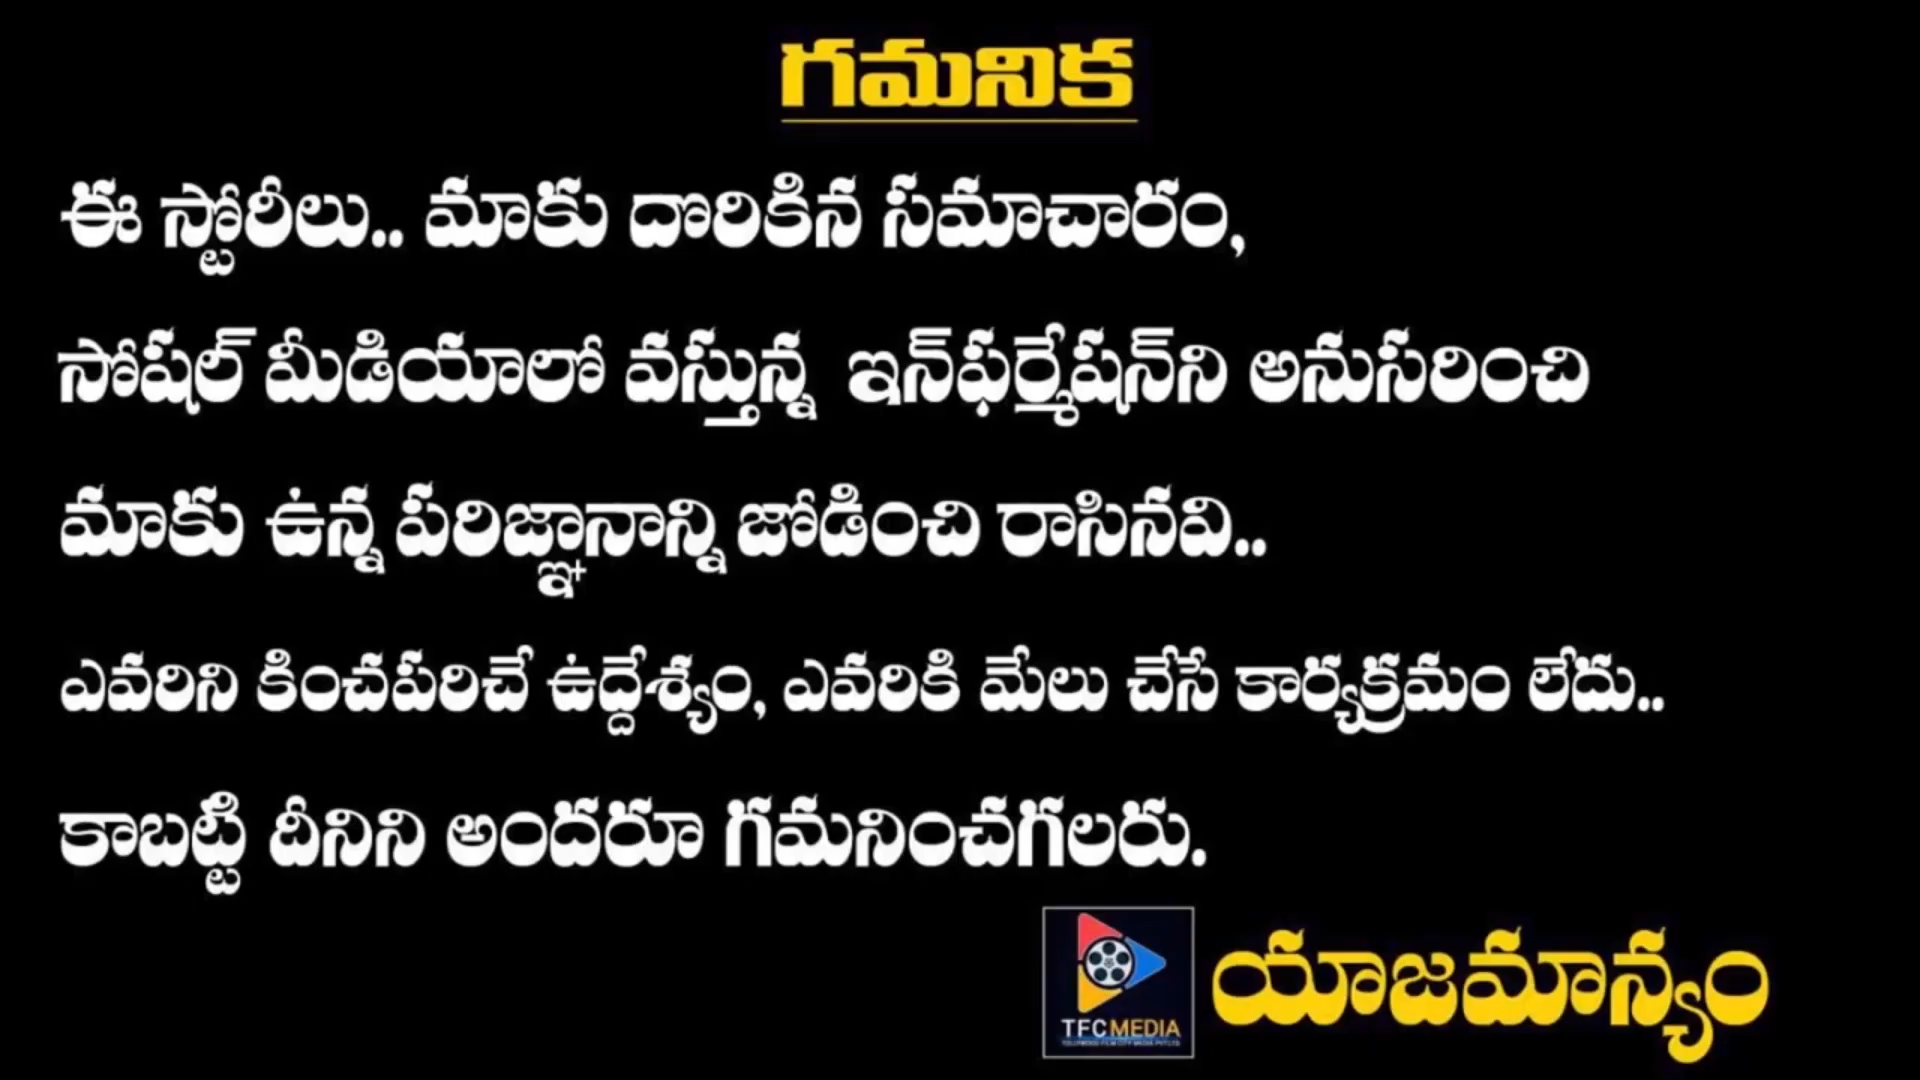 గమనిక
ఈ స్టోరీలు.. మాకు దొరికిన సమాచారం,
సోషల్ మీడియాలో వస్తున్న ఇన్‌ఫర్మేషన్‌ని అనుసరించి
మాకు ఉన్న పరిజ్ఞానాన్ని జోడించి రాసినవి..
ఎవరిని కించపరిచే ఉద్దేశ్యం, ఎవరికి మేలు చేసే కార్యక్రమం లేదు..
కాబట్టి దీనిని అందరూ గమనించగలరు.
యాజమాన్యం
TFC MEDIA